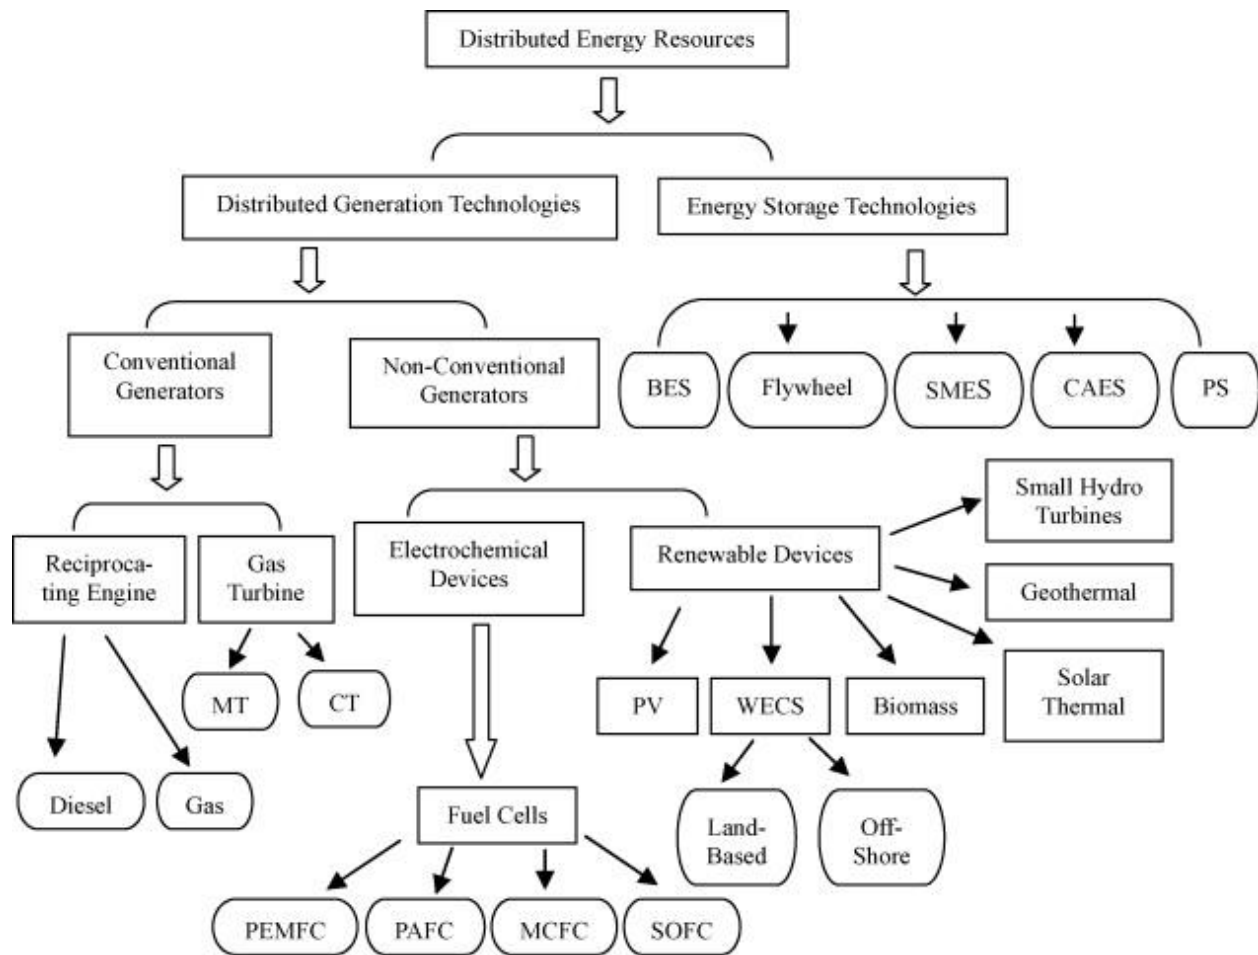 Distributed Energy Resources
Distributed Generation Technologies
Energy Storage Technologies
Conventional
Generators
Non-Conventional
Generators
BES
Flywheel
SMES
CAES
PS
Reciproca-
ting Engine
Gas
Turbine
Electrochemical
Devices
Renewable Devices
Small Hydro
Turbines
Geothermal
Solar
Thermal
MT
CT
PV
WECS
Biomass
Diesel
Gas
Fuel Cells
Land-
Based
Off-
Shore
PEMFC
PAFC
MCFC
SOFC